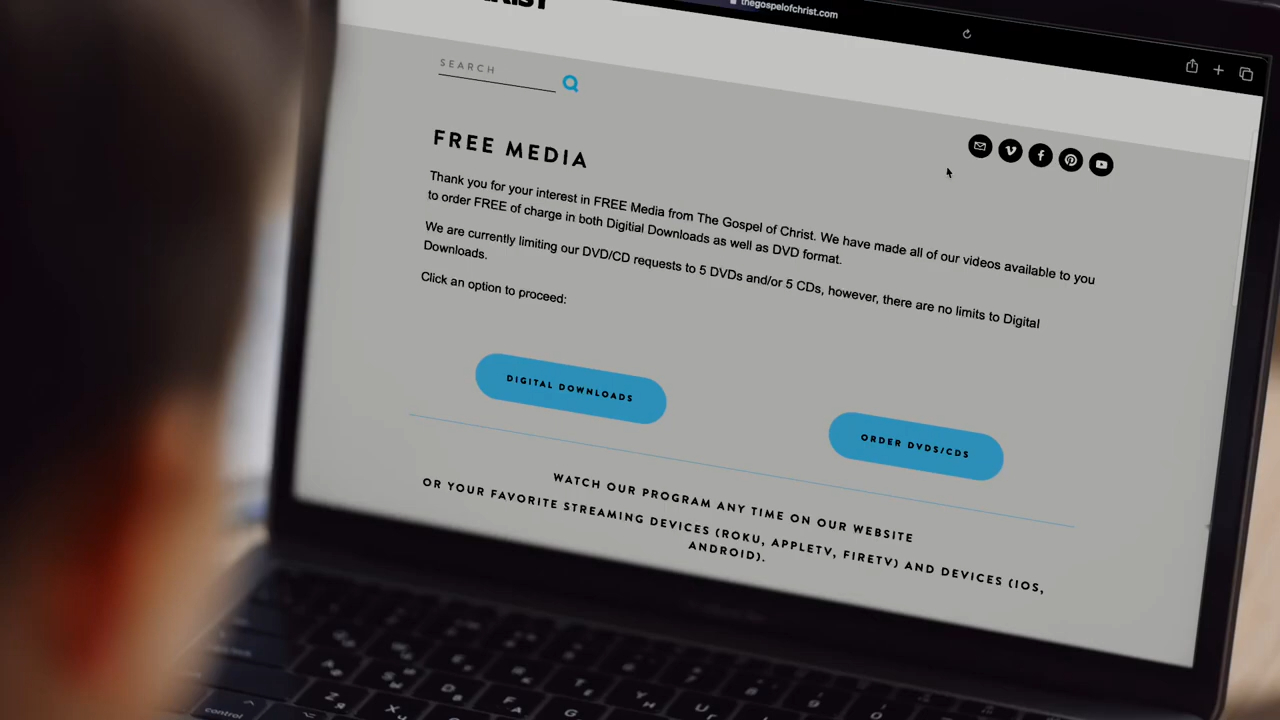 thegospelofchrist.com
SEARCH
FREE MEDIA
Thank you for your interest in FREE Media from The Gospel of Christ. We have made all of our videos available to you
to order FREE of charge in both Digitial Downloads as well as DVD format.
We are currently limiting our DVD/CD requests to 5 DVDs and/or 5 CDs, however, there are no limits to Digital
Downloads.
Click an option to proceed:
DIGITAL DOWNLOADS
ORDER DVDS/CDS
WATCH OUR PROGRAM ANY TIME ON OUR WEBSITE
OR YOUR FAVORITE STREAMING DEVICES (ROKU, APPLETV, FIRETV) AND DEVICES (IOS,
ANDROID).
control